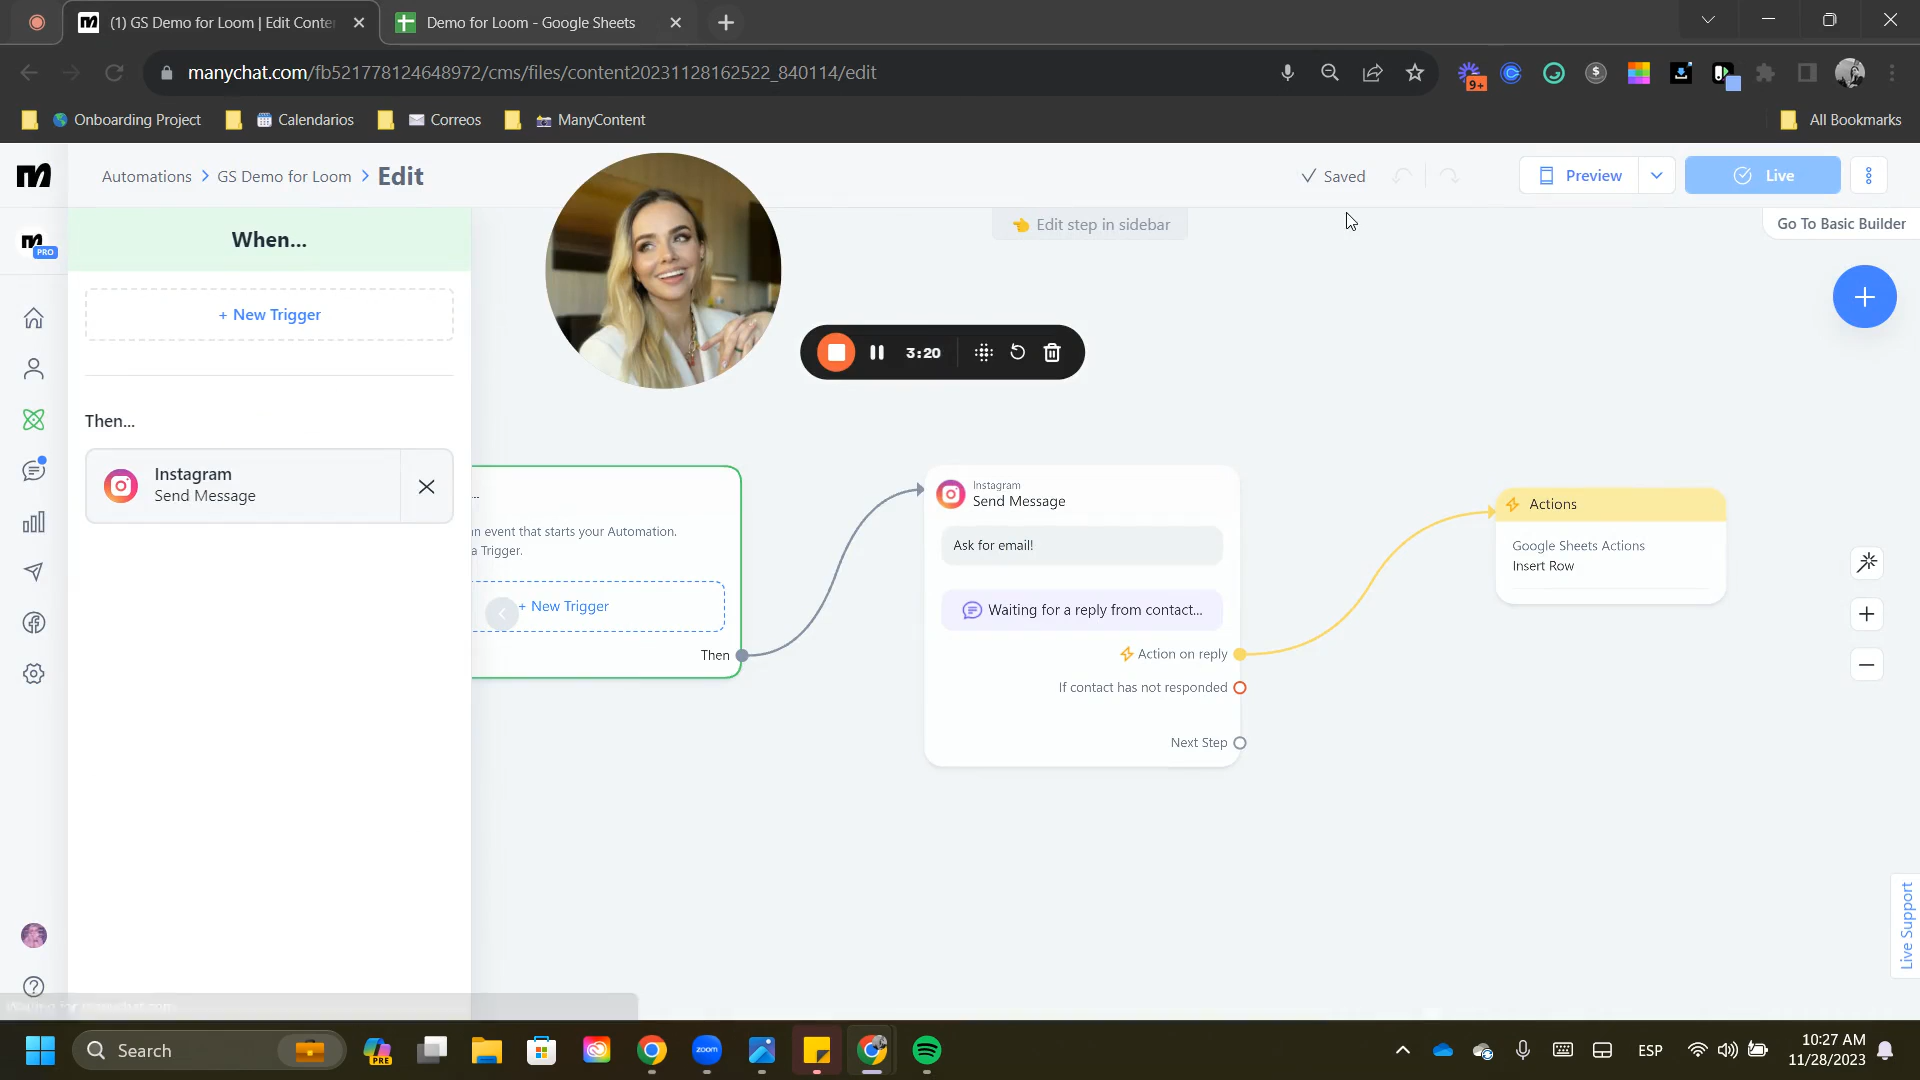 (1) GS Demo for Loom | Edit Conte
Demo for Loom - Google Sheets
manychat.com/fb521778124648972/cms/files/content20231128162522_840114/edit
9+
Onboarding Project
Calendarios
Correos
ManyContent
All Bookmarks
Automations
GS Demo for Loom
Edit
Saved
Preview
Live
When...
Edit step in sidebar
Go To Basic Builder
PRO
+ New Trigger
3:20
Then...
Instagram
Send Message
...
n event that starts your Automation.
a Trigger.
+ New Trigger
Then
Instagram
Send Message
Ask for email!
Waiting for a reply from contact...
Action on reply
If contact has not responded
Next Step
Actions
Google Sheets Actions
Insert Row
Live Support
Search
PRE
zoom
ESP
10:27 AM
11/28/2023